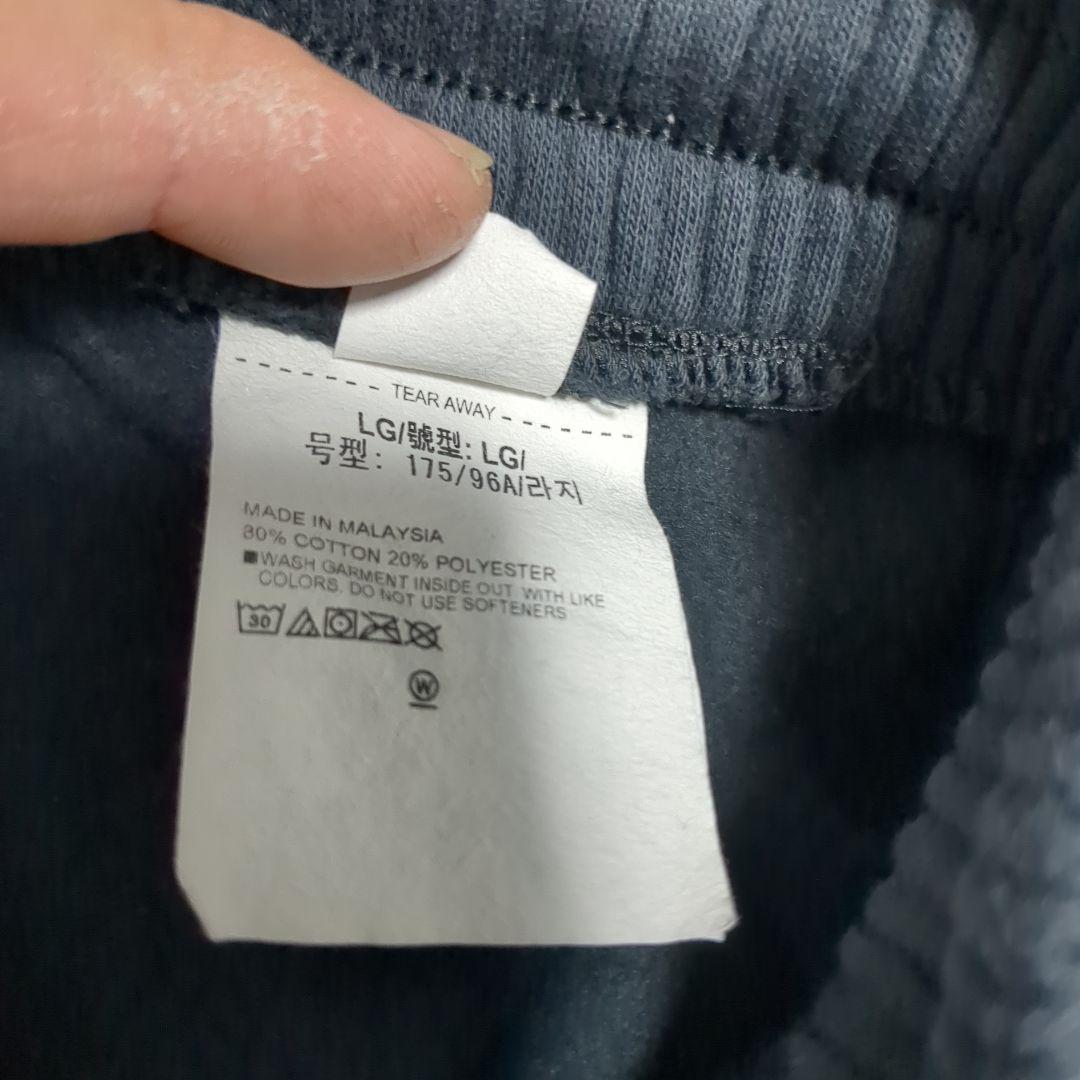 TEAR AWAY
LG/號型: LG/
号型: 175/96A/라지
MADE IN MALAYSIA
80% COTTON 20% POLYESTER
■WASH GARMENT INSIDE OUT WITH LIKE
COLORS. DO NOT USE SOFTENERS
30
W